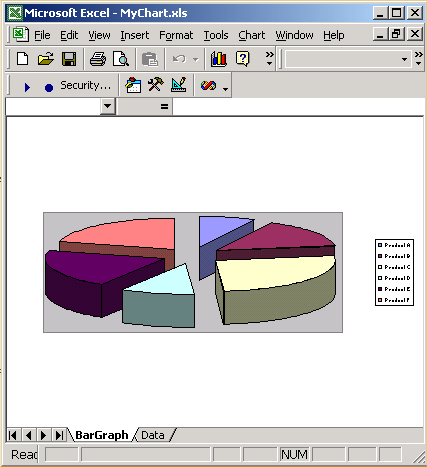 Microsoft Excel - MyChart.xls
File Edit View Insert Format Tools Chart Window Help
Security...
=
Product A
Product B
Product C
Product D
Product E
Product F
BarGraph Data
Read NUM